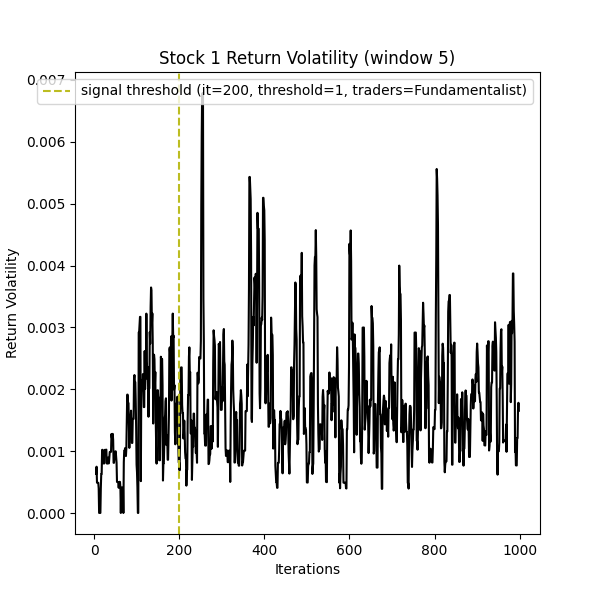 Stock 1 Return Volatility (window 5)
signal threshold (it=200, threshold=1, traders=Fundamentalist)
Return Volatility
0.007
0.006
0.005
0.004
0.003
0.002
0.001
0.000
0 200 400 600 800 1000
Iterations